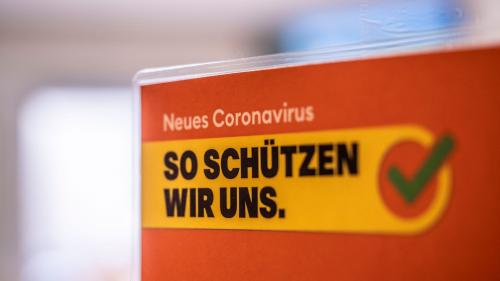 Neues Coronavirus
SO SCHÜTZEN
WIR UNS.